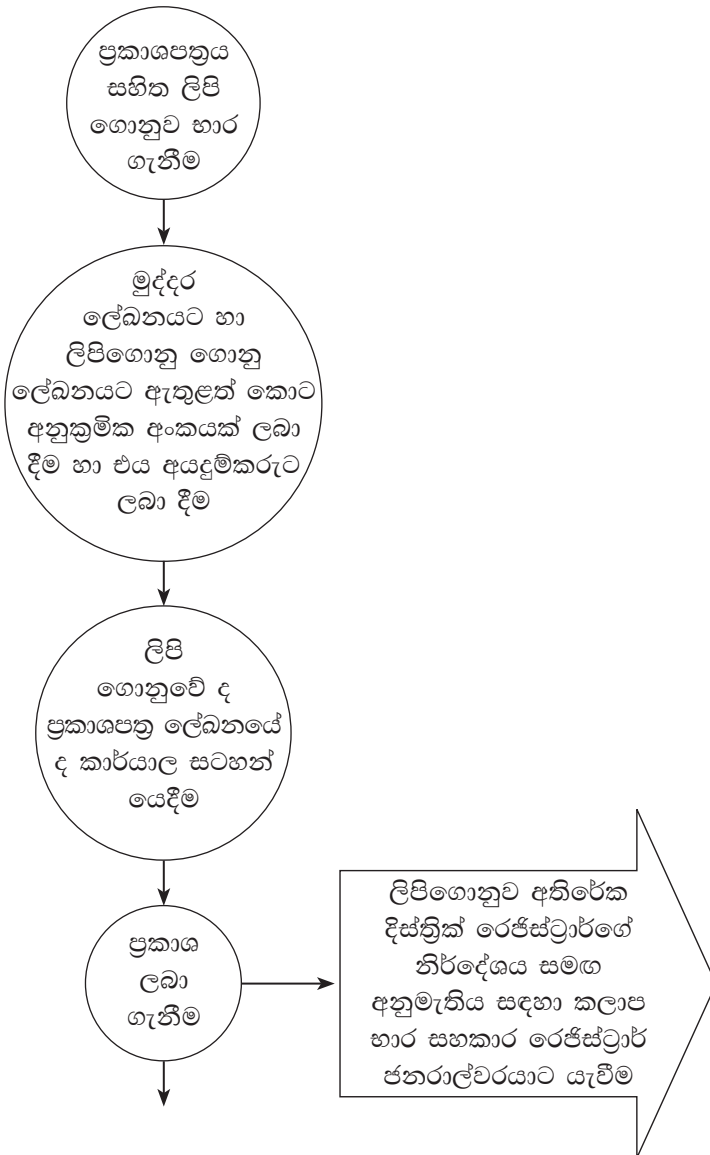 ප්‍රකාශපත්‍රය
සහිත ලිපි
ගොනුව භාර
ගැනීම
මුද්දර
ලේඛනයට හා
ලිපිගොනු ගොනු
ලේඛනයට ඇතුළත් කොට
අනුක්‍රමික අංකයක් ලබා
දීම හා එය අයදුම්කරුට
ලබා දීම
ලිපි
ගොනුවේ ද
ප්‍රකාශපත්‍ර ලේඛනයේ
ද කාර්යාල සටහන්
යෙදීම
ප්‍රකාශ
ලබා
ගැනීම
ලිපිගොනුව අතිරේක
දිස්ත්‍රික් රෙජිස්ට්‍රාර්ගේ
නිර්දේශය සමඟ
අනුමැතිය සඳහා කලාප
භාර සහකාර රෙජිස්ට්‍රාර්
ජනරාල්වරයාට යැවීම